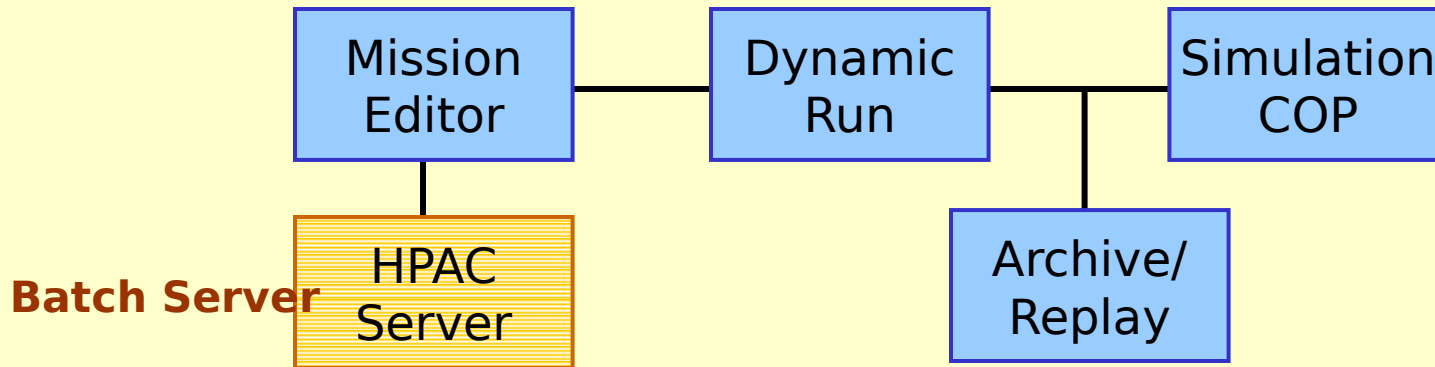 Mission
Editor
Dynamic
Run
Simulation
COP
Batch Server
HPAC
Server
Archive/
Replay